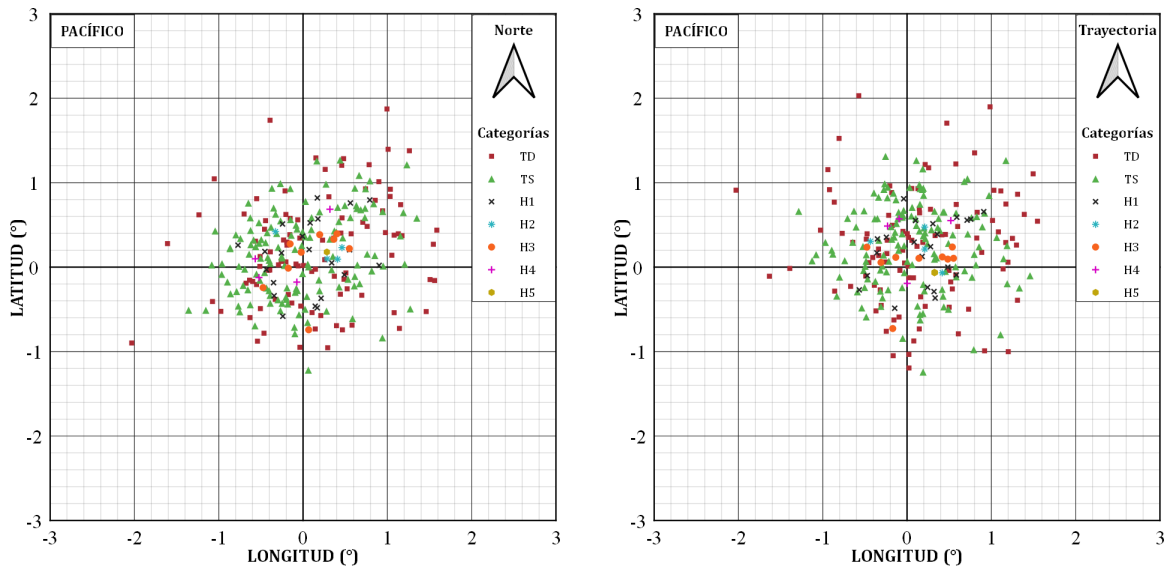 PACÍFICO
Norte
Categorías
TD
TS
H1
H2
H3
H4
H5
3
2
1
0
-1
-2
-3
LATITUD (°)
-3 -2 -1 0 1 2 3
LONGITUD (°)
PACÍFICO
Trayectoria
Categorías
TD
TS
H1
H2
H3
H4
H5
3
2
1
0
-1
-2
-3
LATITUD (°)
-3 -2 -1 0 1 2 3
LONGITUD (°)